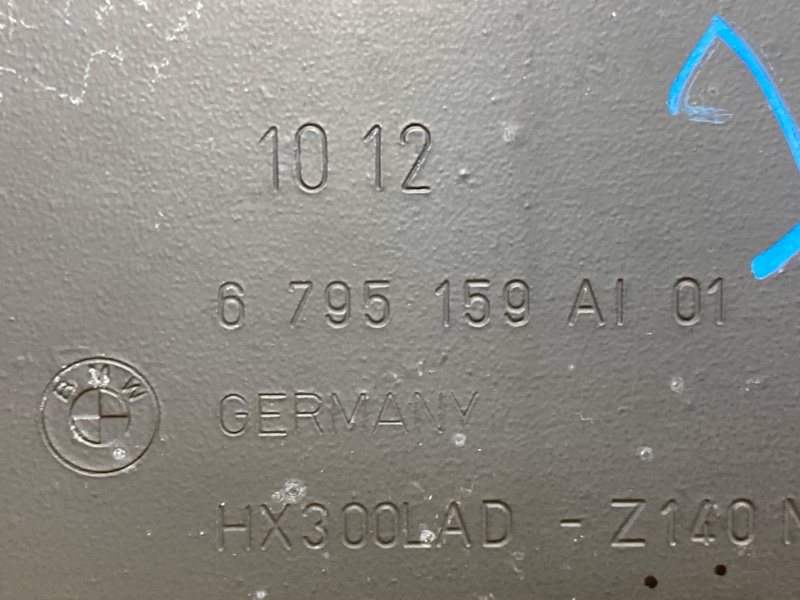 10 12
6 795 159 AI 01
BMW
GERMANY
HX300LAD - Z140